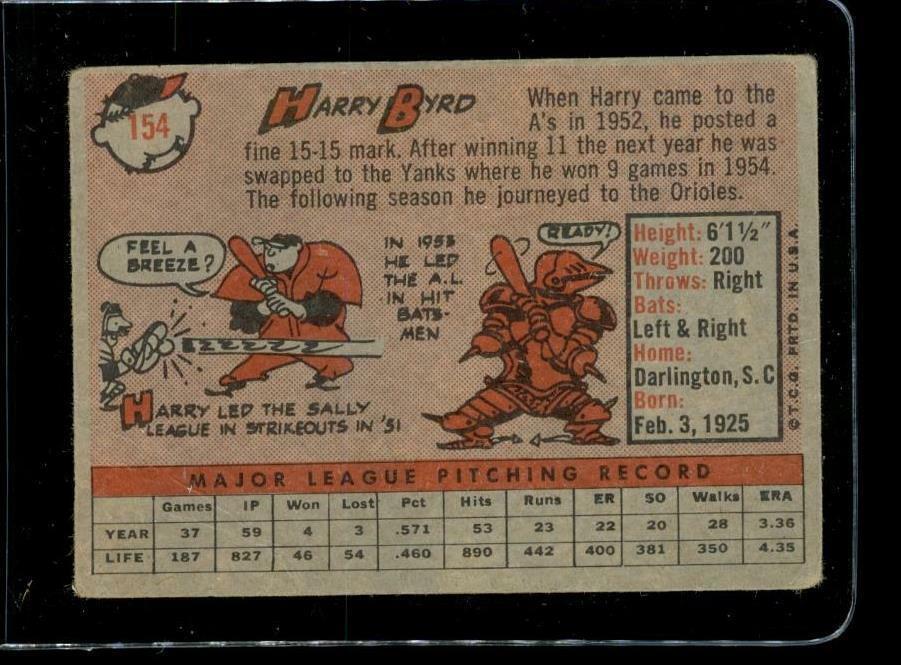 154
HARRY BYRD
When Harry came to the
A's in 1952, he posted a
fine 15-15 mark. After winning 11 the next year he was
swapped to the Yanks where he won 9 games in 1954.
The following season he journeyed to the Orioles.
FEEL A
BREEZE?
HARRY LED THE SALLY
LEAGUE IN STRIKEOUTS IN '51
IN 1953
HE LED
THE A.L.
IN HIT
BATS-
MEN
READY!
Height: 6'1½"
Weight: 200
Throws: Right
Bats:
Left & Right
Home:
Darlington, S. C
Born:
Feb. 3, 1925
©T.C.G. PRTD. IN U.S.A.
MAJOR LEAGUE PITCHING RECORD
Games IP Won Lost Pct Hits Runs ER SO Walks ERA
YEAR 37 59 4 3 .571 53 23 22 20 28 3.36
LIFE 187 827 46 54 .460 890 442 400 381 350 4.35